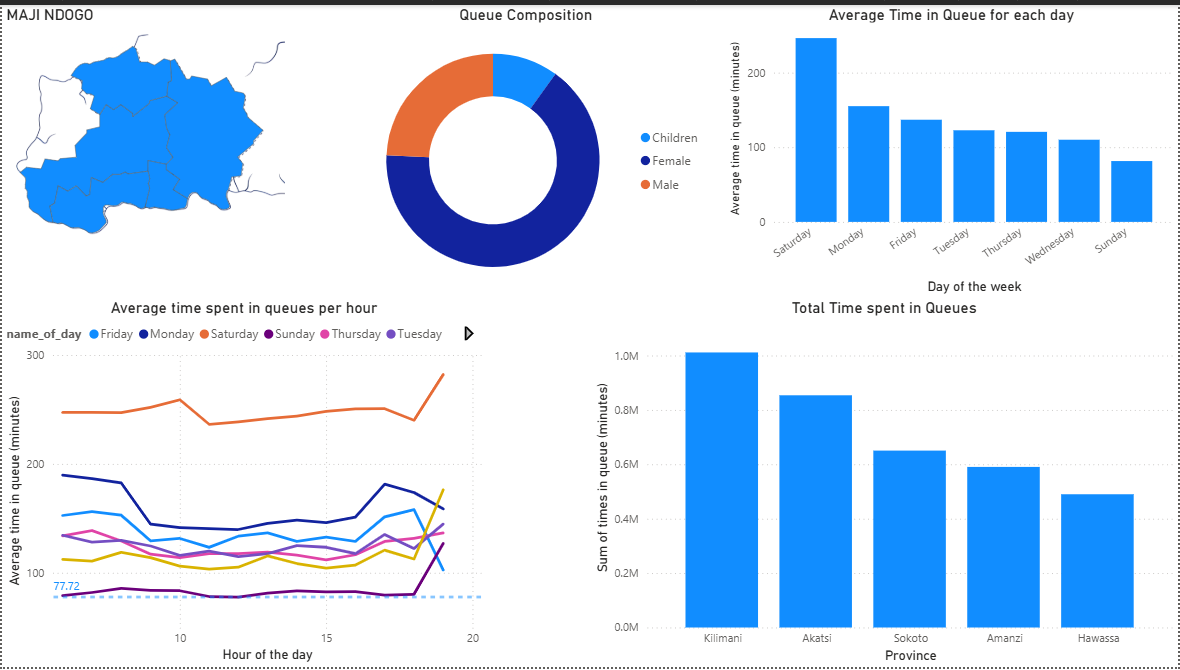 MAJI NDOGO
Queue Composition
Children
Female
Male
Average Time in Queue for each day
Average time in queue (minutes)
200
100
0
Saturday
Monday
Friday
Tuesday
Thursday
Wednesday
Sunday
Day of the week
Average time spent in queues per hour
name_of_day Friday Monday Saturday Sunday Thursday Tuesday
Average time in queue (minutes)
300
200
100
77.72
10 15 20
Hour of the day
Total Time spent in Queues
Sum of times in queue (minutes)
1.0M
0.8M
0.6M
0.4M
0.2M
0.0M
Kilimani Akatsi Sokoto Amanzi Hawassa
Province